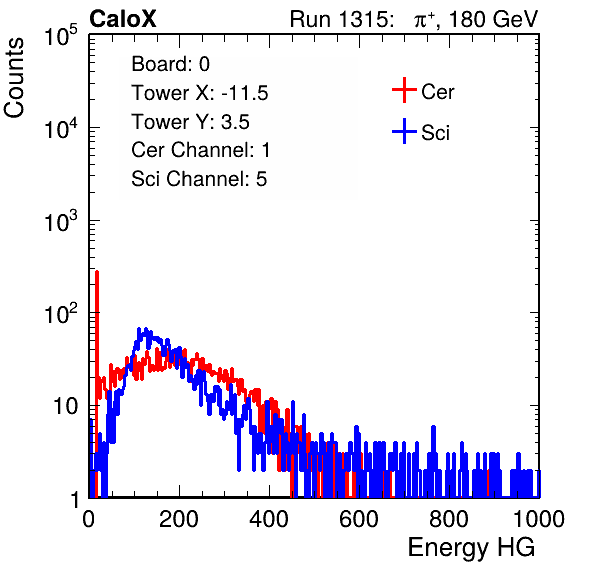 CaloX Run 1315: π⁺, 180 GeV
Counts
10⁵
10⁴
10³
10²
10
1
Board: 0
Tower X: -11.5
Tower Y: 3.5
Cer Channel: 1
Sci Channel: 5
Cer
Sci
0 200 400 600 800 1000
Energy HG